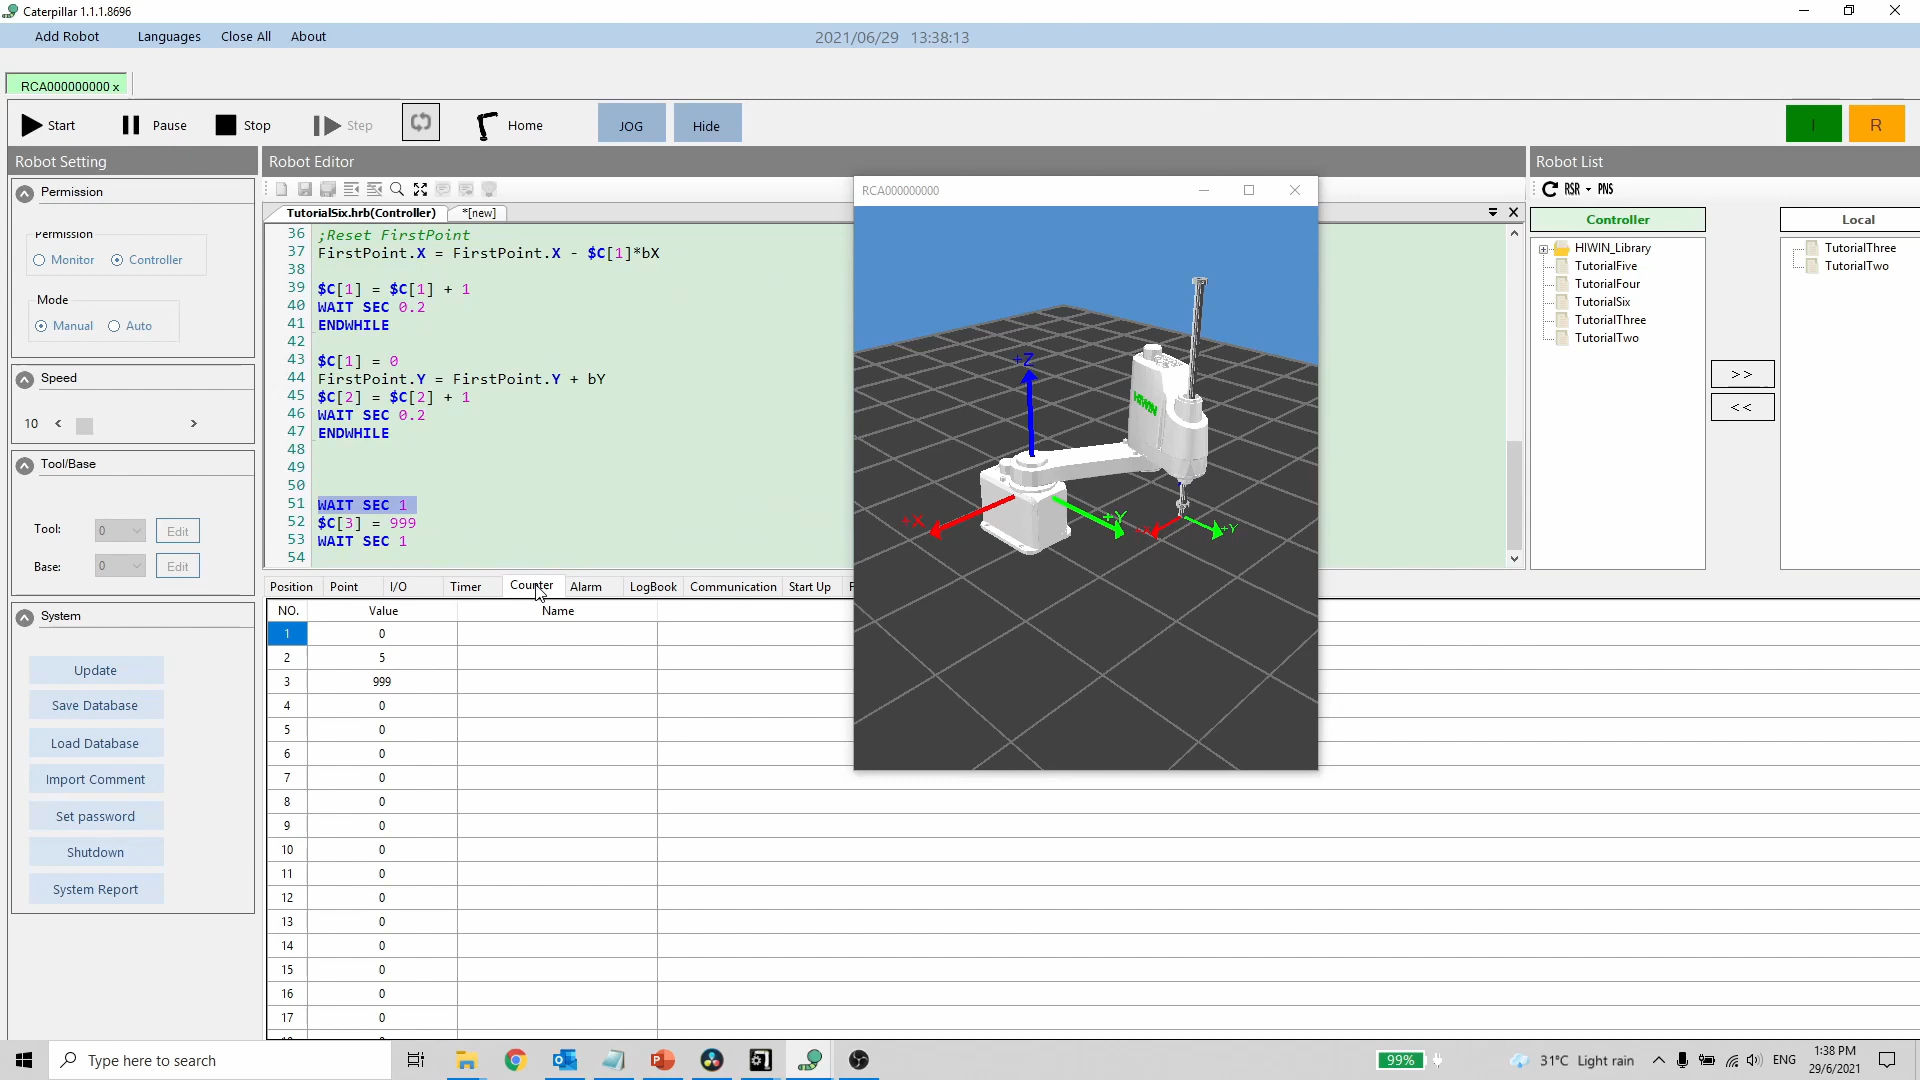 Caterpillar 1.1.1.8696
Add Robot Languages Close All About 2021/06/29 13:38:13
RCA000000000 x
Start Pause Stop Step Home JOG Hide I R
Robot Setting
Permission
Permission
Monitor Controller
Mode
Manual Auto
Speed
10 < >
Tool/Base
Tool: 0 Edit
Base: 0 Edit
System
Update
Save Database
Load Database
Import Comment
Set password
Shutdown
System Report
Robot Editor
TutorialSix.hrb(Controller) *[new]
36 ;Reset FirstPoint
37 FirstPoint.X = FirstPoint.X - $C[1]*bX
38
39 $C[1] = $C[1] + 1
40 WAIT SEC 0.2
41 ENDWHILE
42
43 $C[1] = 0
44 FirstPoint.Y = FirstPoint.Y + bY
45 $C[2] = $C[2] + 1
46 WAIT SEC 0.2
47 ENDWHILE
48
49
50
51 WAIT SEC 1
52 $C[3] = 999
53 WAIT SEC 1
54
RCA000000000
+Z
HIWIN
+X +Y +Y
Position Point I/O Timer Counter Alarm LogBook Communication Start Up
NO. Value Name
1 0
2 5
3 999
4 0
5 0
6 0
7 0
8 0
9 0
10 0
11 0
12 0
13 0
14 0
15 0
16 0
17 0
Robot List
RSR PNS
Controller
HIWIN_Library
TutorialFive
TutorialFour
TutorialSix
TutorialThree
TutorialTwo
>>
<<
Local
TutorialThree
TutorialTwo
Type here to search
99%
31°C Light rain
ENG
1:38 PM
29/6/2021